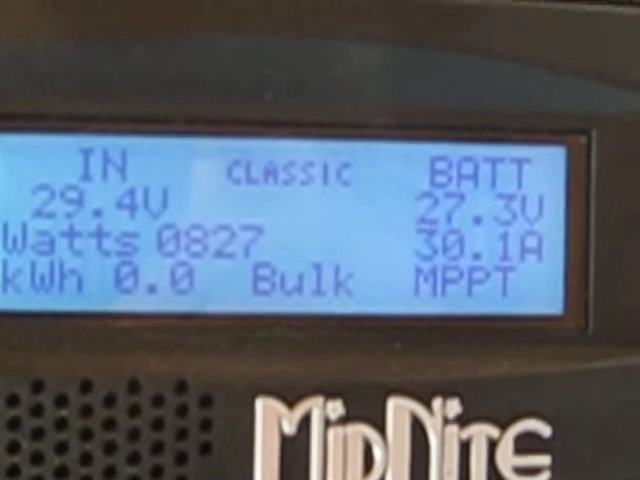 IN CLASSIC BATT
29.4V 27.3V
Watts 0827 30.1A
kWh 0.0 Bulk MPPT
MIDNITE